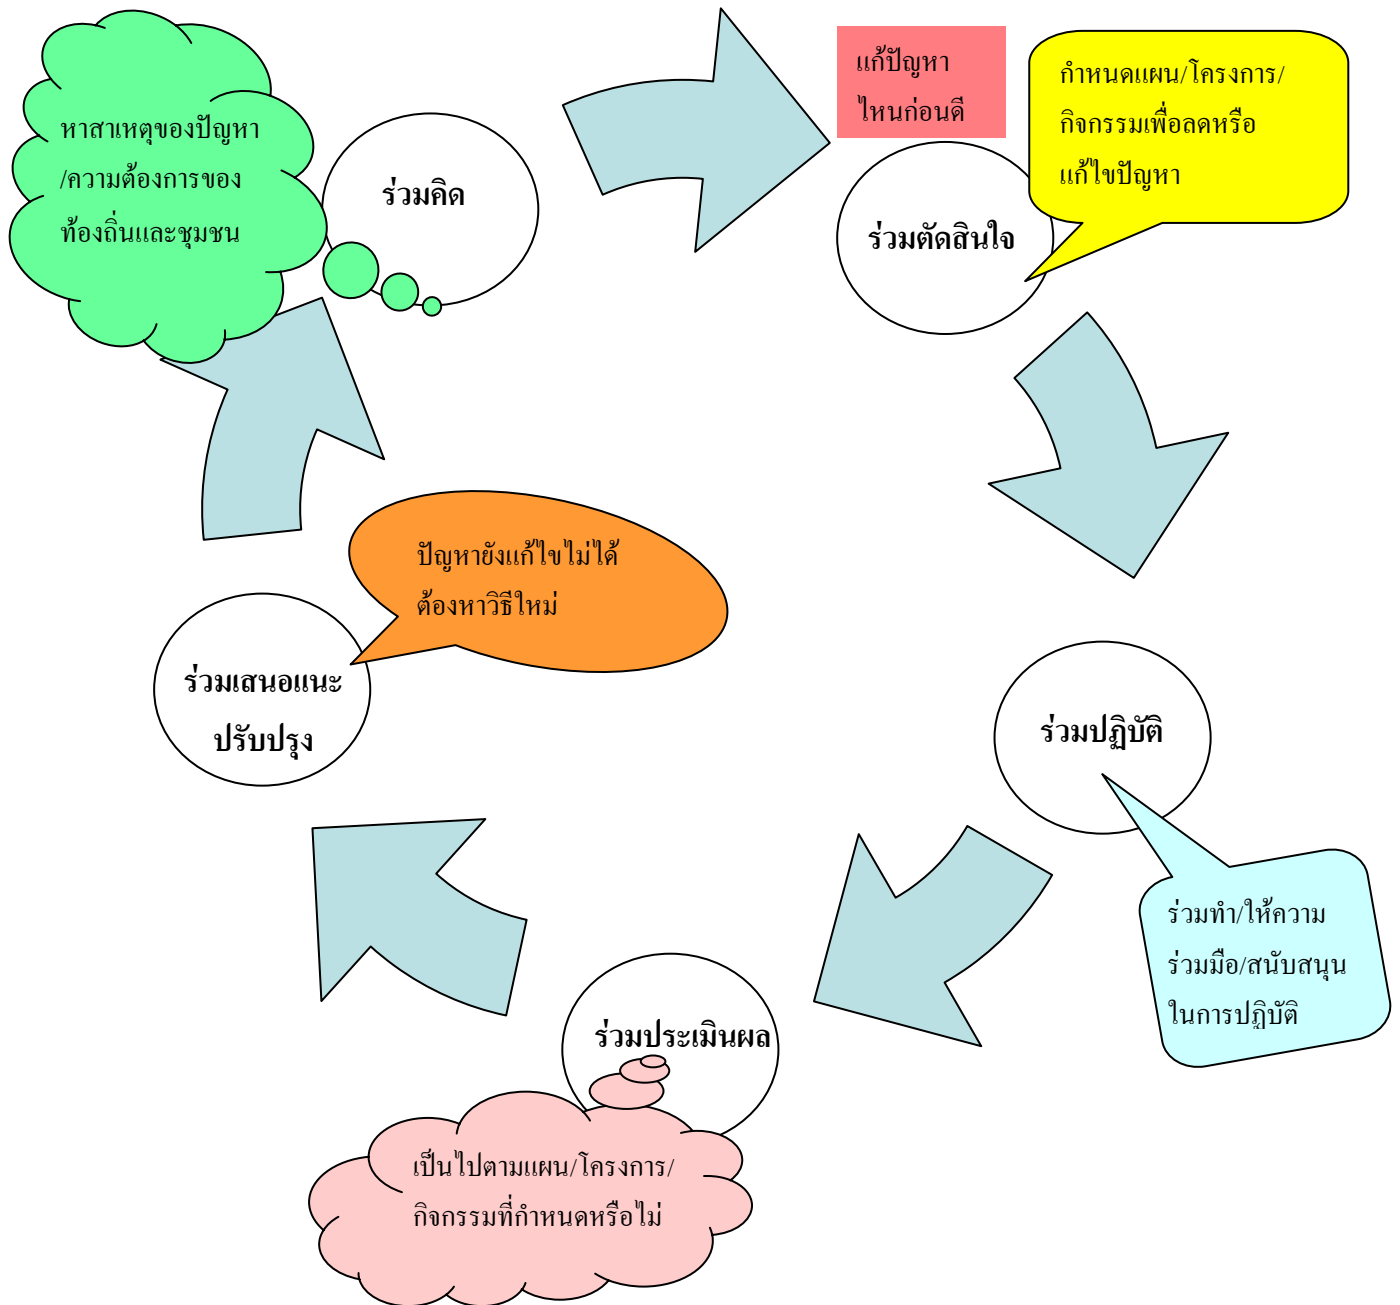 หาสาเหตุของปัญหา
/ความต้องการของ
ท้องถิ่นและชุมชน
ร่วมคิด
แก้ปัญหา
ไหนก่อนดี
กำหนดแผน/โครงการ/
กิจกรรมเพื่อลดหรือ
แก้ไขปัญหา
ร่วมตัดสินใจ
ปัญหายังแก้ไขไม่ได้
ต้องหาวิธีใหม่
ร่วมเสนอแนะ
ปรับปรุง
ร่วมปฏิบัติ
ร่วมทำ/ให้ความ
ร่วมมือ/สนับสนุน
ในการปฏิบัติ
ร่วมประเมินผล
เป็นไปตามแผน/โครงการ/
กิจกรรมที่กำหนดหรือไม่